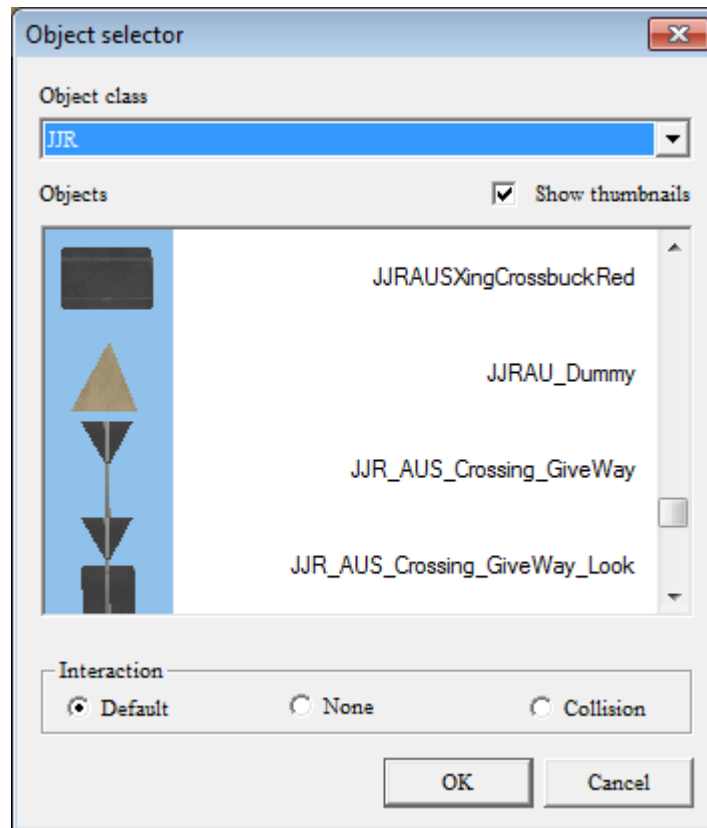 Object selector
Object class
JJR
Objects
Show thumbnails
JJRAUSXingCrossbuckRed
JJRAU_Dummy
JJR_AUS_Crossing_GiveWay
JJR_AUS_Crossing_GiveWay_Look
Interaction
Default
None
Collision
OK
Cancel